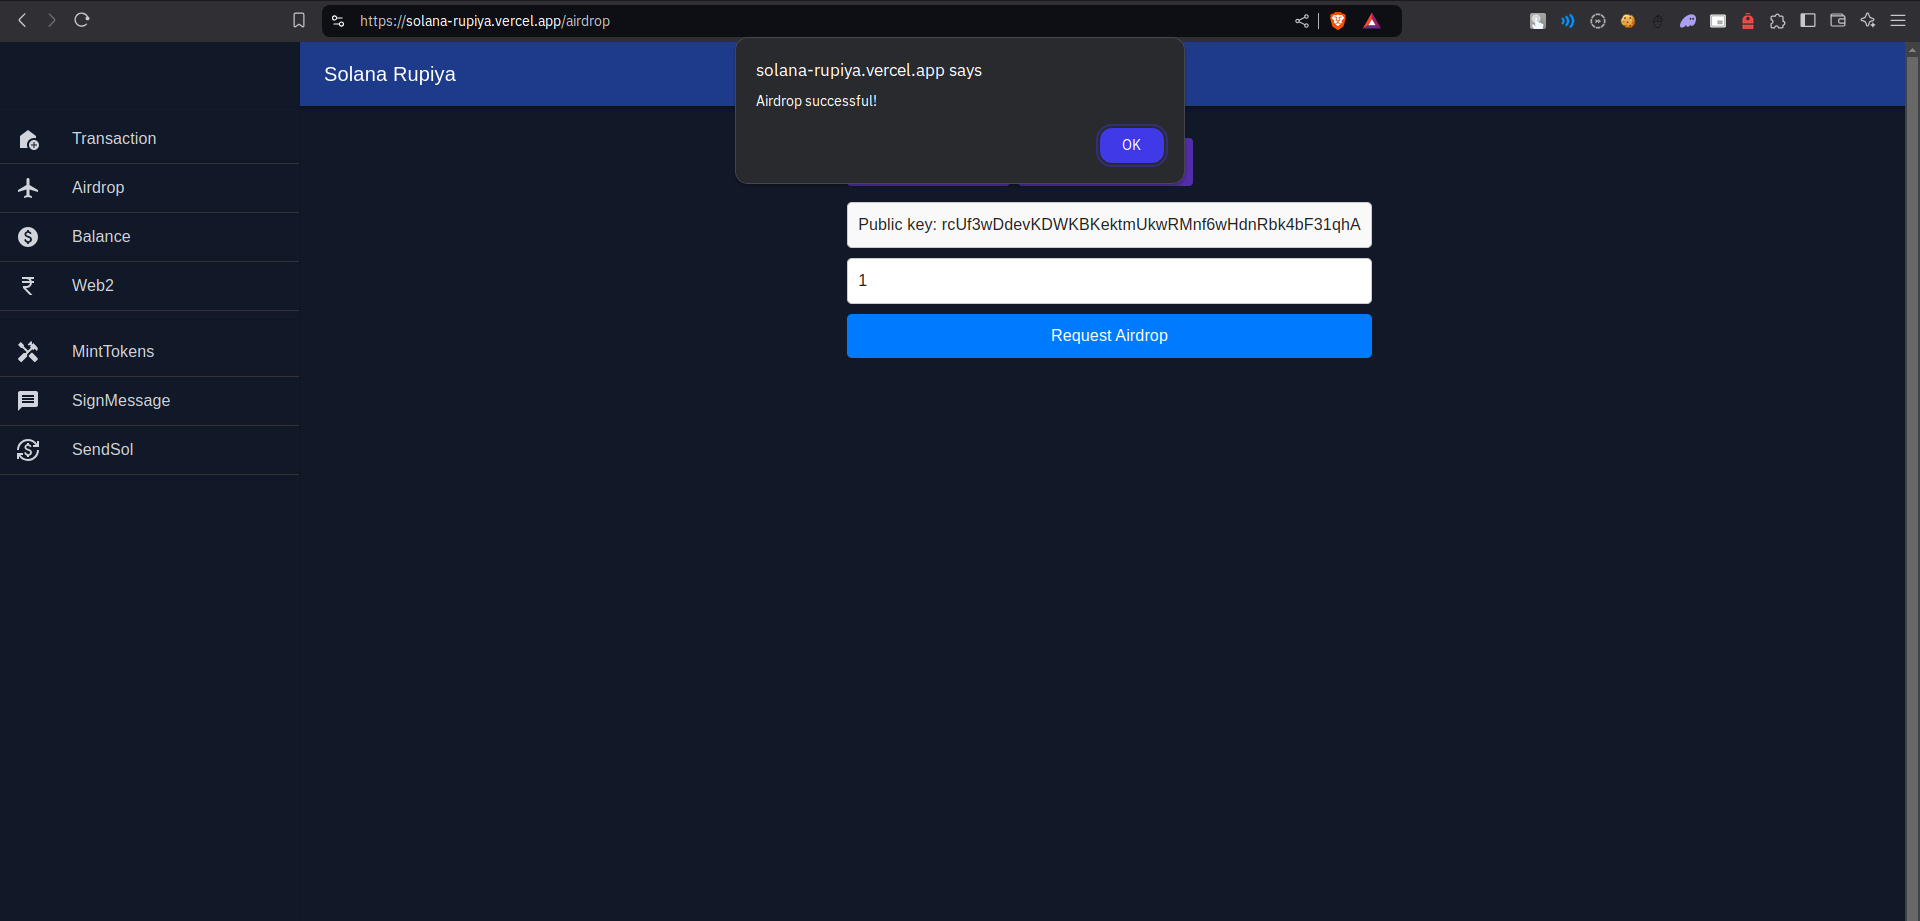 https://solana-rupiya.vercel.app/airdrop
Solana Rupiya
solana-rupiya.vercel.app says
Airdrop successful!
OK
Transaction
Airdrop
Balance
Web2
MintTokens
SignMessage
SendSol
Public key: rcUf3wDdevKDWKBKektmUkwRMnf6wHdnRbk4bF31qhA
1
Request Airdrop